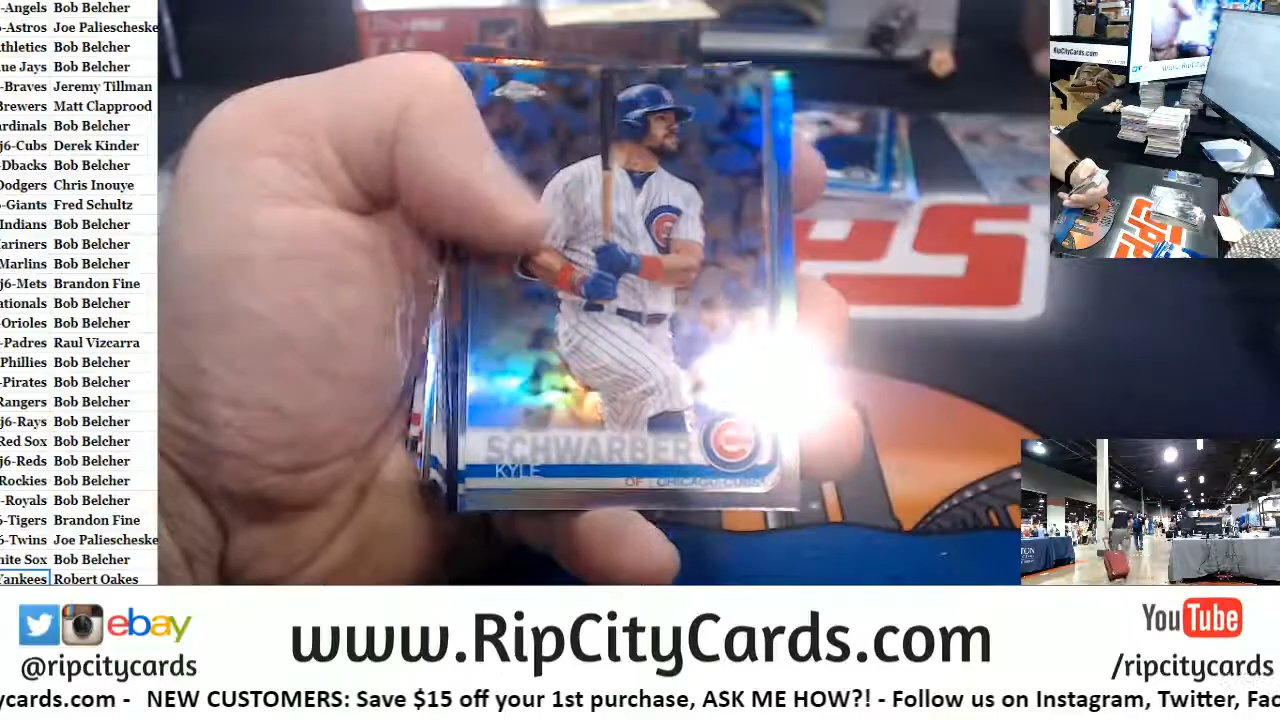 -Angels Bob Belcher
-Astros Joe Paliescheske
thletics Bob Belcher
ue Jays Bob Belcher
-Braves Jeremy Tillman
Brewers Matt Clapprood
ardinals Bob Belcher
j6-Cubs Derek Kinder
-Dbacks Bob Belcher
Dodgers Chris Inouye
-Giants Fred Schultz
Indians Bob Belcher
ariners Bob Belcher
Marlins Bob Belcher
j6-Mets Brandon Fine
ationals Bob Belcher
-Orioles Bob Belcher
-Padres Raul Vizcarra
Phillies Bob Belcher
-Pirates Bob Belcher
Rangers Bob Belcher
j6-Rays Bob Belcher
Red Sox Bob Belcher
j6-Reds Bob Belcher
Rockies Bob Belcher
-Royals Bob Belcher
6-Tigers Brandon Fine
6-Twins Joe Paliescheske
hite Sox Bob Belcher
Yankees Robert Oakes
SCHWARBER
KYLE
OF CHICAGO CUBS
RipCityCards.com
ebay
@ripcitycards
www.RipCityCards.com
YouTube
/ripcitycards
ycards.com - NEW CUSTOMERS: Save $15 off your 1st purchase, ASK ME HOW?! - Follow us on Instagram, Twitter, Fac